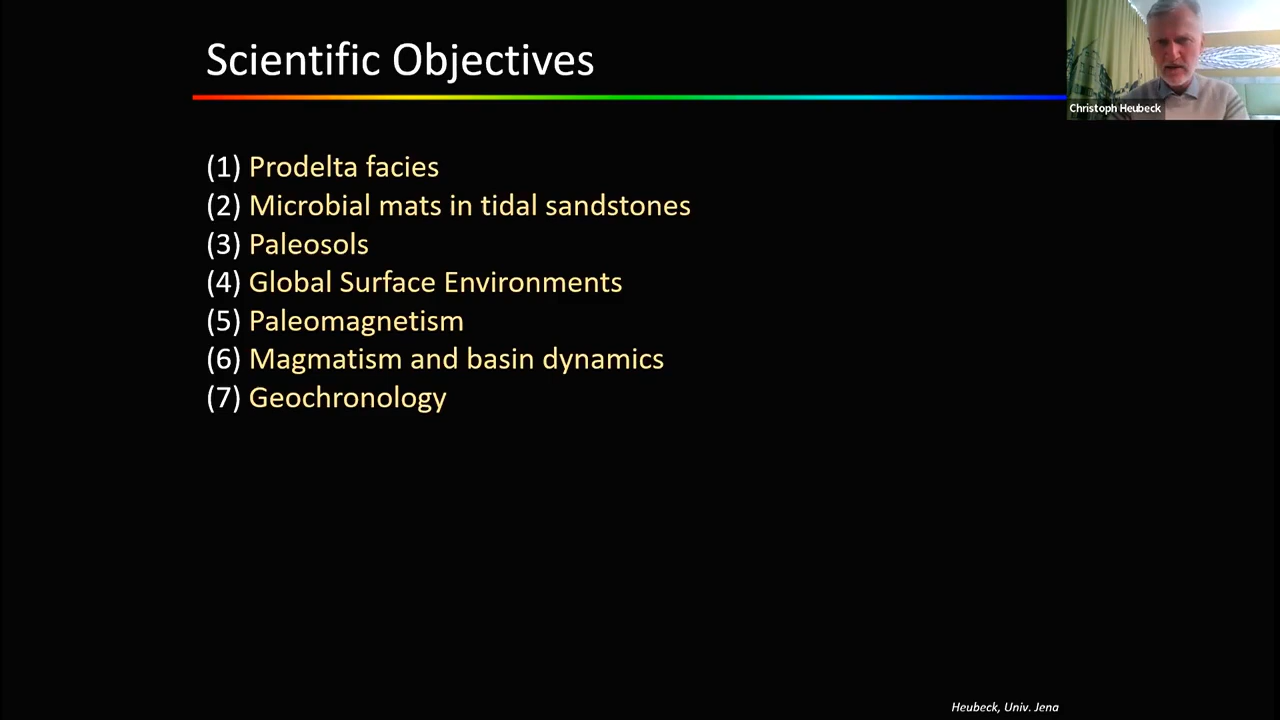 Scientific Objectives
Christoph Heubeck
(1) Prodelta facies
(2) Microbial mats in tidal sandstones
(3) Paleosols
(4) Global Surface Environments
(5) Paleomagnetism
(6) Magmatism and basin dynamics
(7) Geochronology
Heubeck, Univ. Jena